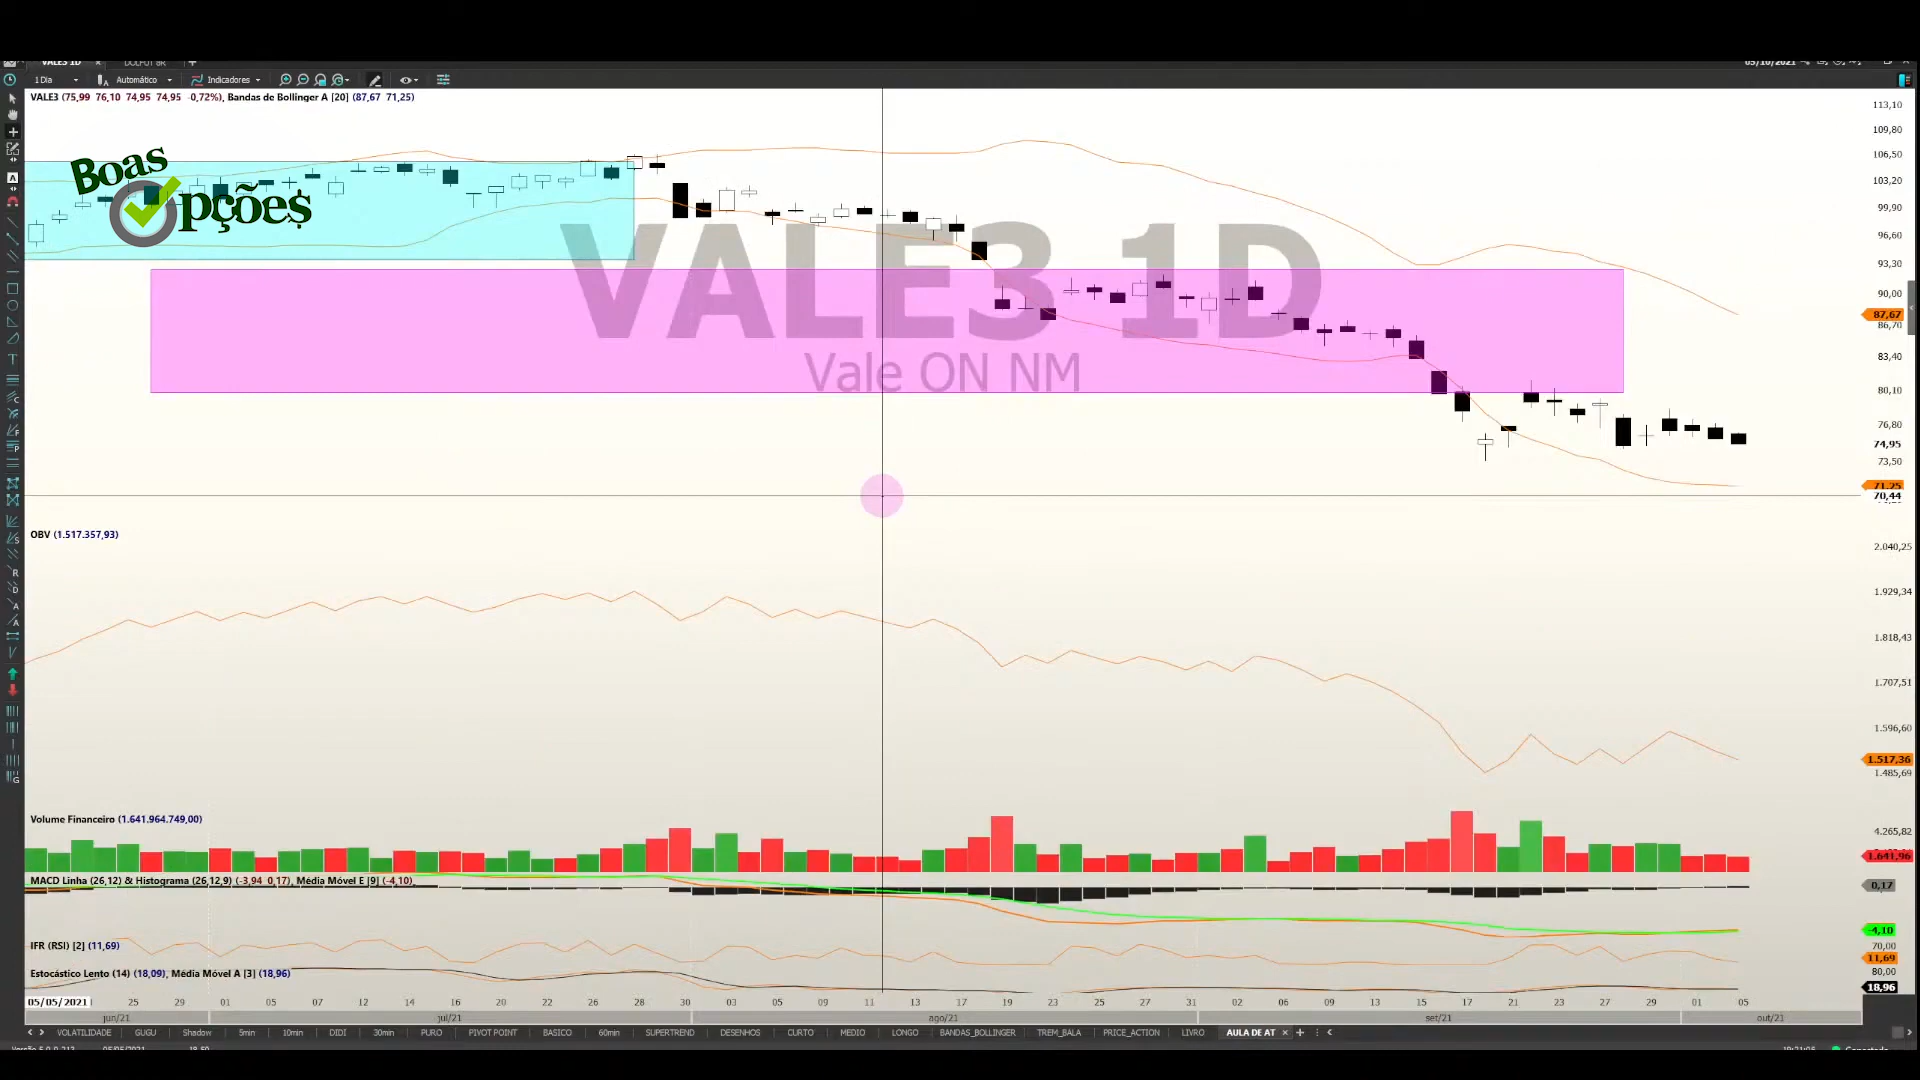 VALE3 1D
DOLFUT 6R
05/10/2021
1 Dia
Automático
Indicadores
VALE3 (75,99 76,10 74,95 74,95 -0,72%), Bandas de Bollinger A [20] (87,67 71,25)
Boas
pções
VALE3 1D
Vale ON NM
113,10
109,80
106,50
103,20
99,90
96,60
93,30
90,00
87,67
86,70
83,40
80,10
76,80
74,95
73,50
71,25
70,44
OBV (1.517.357,93)
2.040,25
1.929,34
1.818,43
1.707,51
1.596,60
1.517,36
1.485,69
Volume Financeiro (1.641.964.749,00)
4.265,82
1.641,96
MACD Linha (26,12) & Histograma (26,12,9) (-3,94 0,17), Média Móvel E [9] (-4,10)
0,17
-4,10
IFR (RSI) [2] (11,69)
70,00
11,69
Estocástico Lento (14) (18,09), Média Móvel A [3] (18,96)
80,00
18,96
05/05/2021 25 29 01 05 07 12 14 16 20 22 26 28 30 03 05 09 11 13 17 19 23 25 27 31 02 06 09 13 15 17 21 23 27 29 01 05
jun/21 jul/21 ago/21 set/21 out/21
VOLATILIDADE GUGU Shadow 5min 10min DIDI 30min PURO PIVOT POINT BASICO 60min SUPERTREND DESENHOS CURTO MEDIO LONGO BANDAS_BOLLINGER TREM_BALA PRICE_ACTION LIVRO AULA DE AT